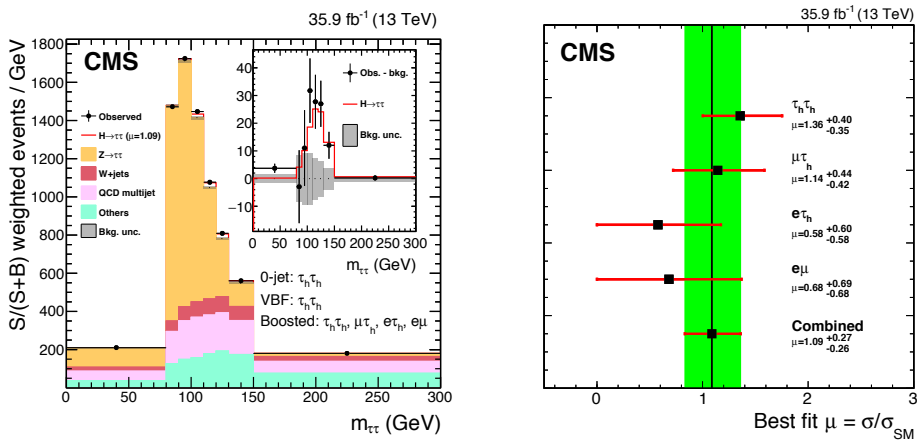 35.9 fb⁻¹ (13 TeV)
CMS
S/(S+B) weighted events / GeV
1800
1600
1400
1200
1000
800
600
400
200
0 50 100 150 200 250 300
m_ττ (GeV)
Observed
H→ττ (μ=1.09)
Z→ττ
W+jets
QCD multijet
Others
Bkg. unc.
40
30
20
10
0
−10
0 100 200 300
m_ττ (GeV)
Obs. - bkg.
H→ττ
Bkg. unc.
0-jet: τ_hτ_h
VBF: τ_hτ_h
Boosted: τ_hτ_h, μτ_h, eτ_h, eμ
35.9 fb⁻¹ (13 TeV)
CMS
τ_hτ_h
μ=1.36 +0.40 -0.35
μτ_h
μ=1.14 +0.44 -0.42
eτ_h
μ=0.58 +0.60 -0.58
eμ
μ=0.68 +0.69 -0.68
Combined
μ=1.09 +0.27 -0.26
0 1 2 3
Best fit μ = σ/σ_SM